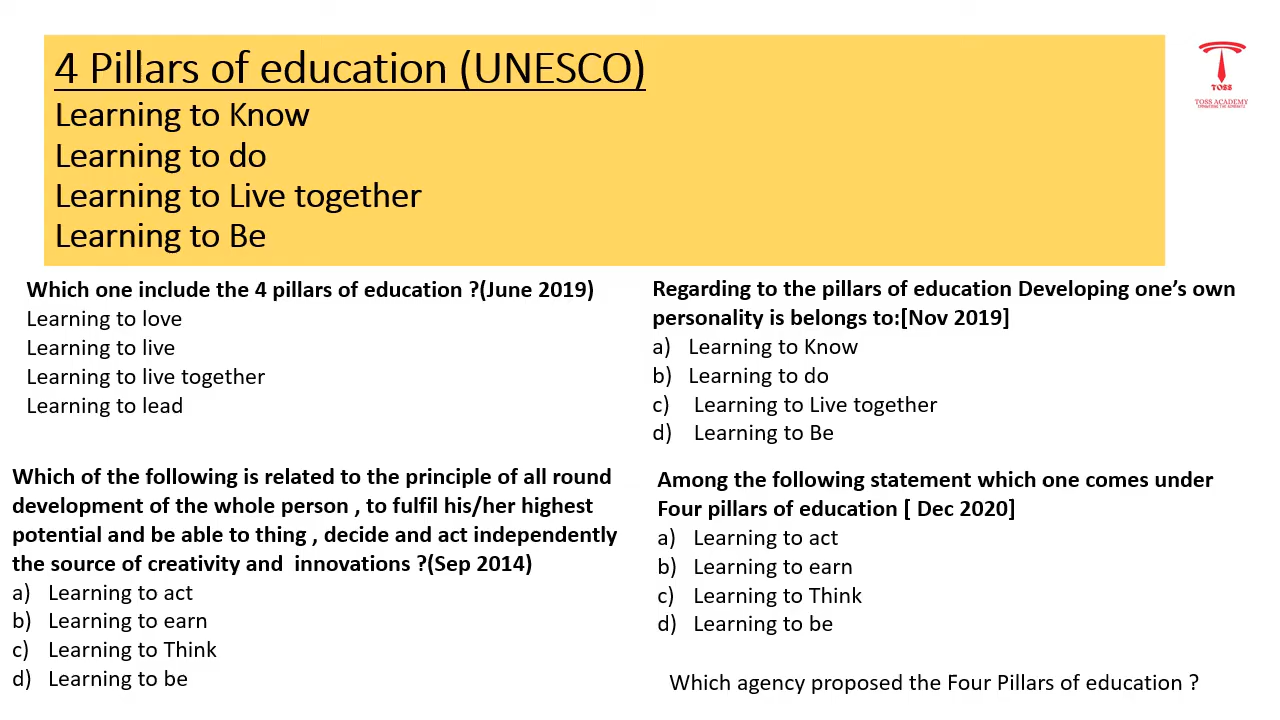 4 Pillars of education (UNESCO)
Learning to Know
Learning to do
Learning to Live together
Learning to Be
TOSS
TOSS ACADEMY
Which one include the 4 pillars of education ?(June 2019)
Learning to love
Learning to live
Learning to live together
Learning to lead
Regarding to the pillars of education Developing one’s own
personality is belongs to:[Nov 2019]
a) Learning to Know
b) Learning to do
c) Learning to Live together
d) Learning to Be
Which of the following is related to the principle of all round
development of the whole person , to fulfil his/her highest
potential and be able to thing , decide and act independently
the source of creativity and innovations ?(Sep 2014)
a) Learning to act
b) Learning to earn
c) Learning to Think
d) Learning to be
Among the following statement which one comes under
Four pillars of education [ Dec 2020]
a) Learning to act
b) Learning to earn
c) Learning to Think
d) Learning to be
Which agency proposed the Four Pillars of education ?